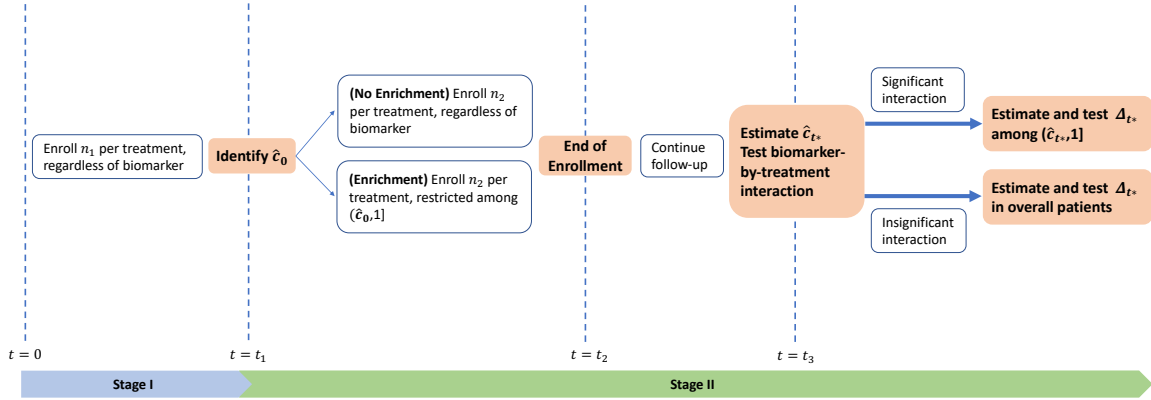 Enroll n₁ per treatment,
regardless of biomarker
Identify ĉ₀
(No Enrichment) Enroll n₂
per treatment, regardless of
biomarker
(Enrichment) Enroll n₂ per
treatment, restricted among
(ĉ₀,1]
End of
Enrollment
Continue
follow-up
Estimate ĉₜ*
Test biomarker-
by-treatment
interaction
Significant
interaction
Insignificant
interaction
Estimate and test Δₜ*
among (ĉₜ*,1]
Estimate and test Δₜ*
in overall patients
t = 0
t = t₁
t = t₂
t = t₃
Stage I
Stage II